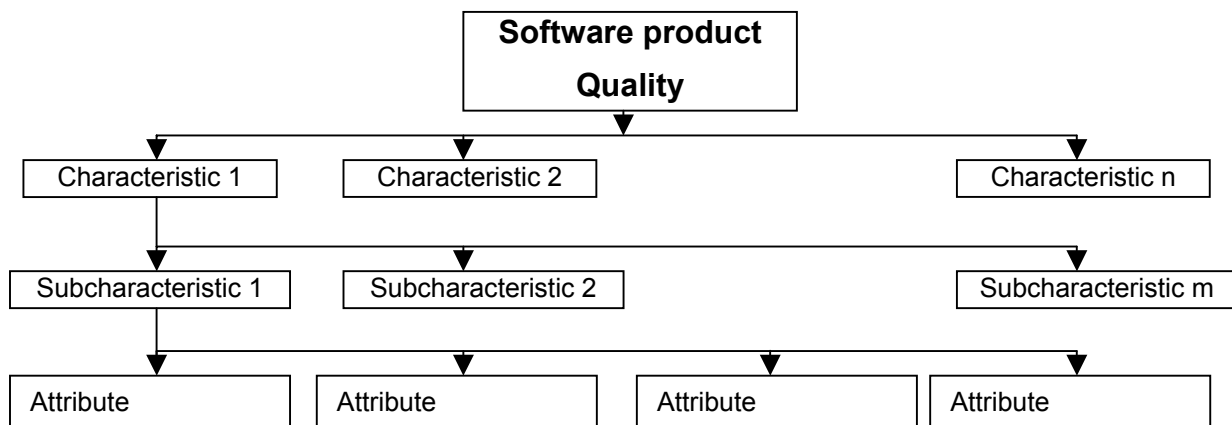 Software product
Quality
Characteristic 1
Characteristic 2
Characteristic n
Subcharacteristic 1
Subcharacteristic 2
Subcharacteristic m
Attribute
Attribute
Attribute
Attribute